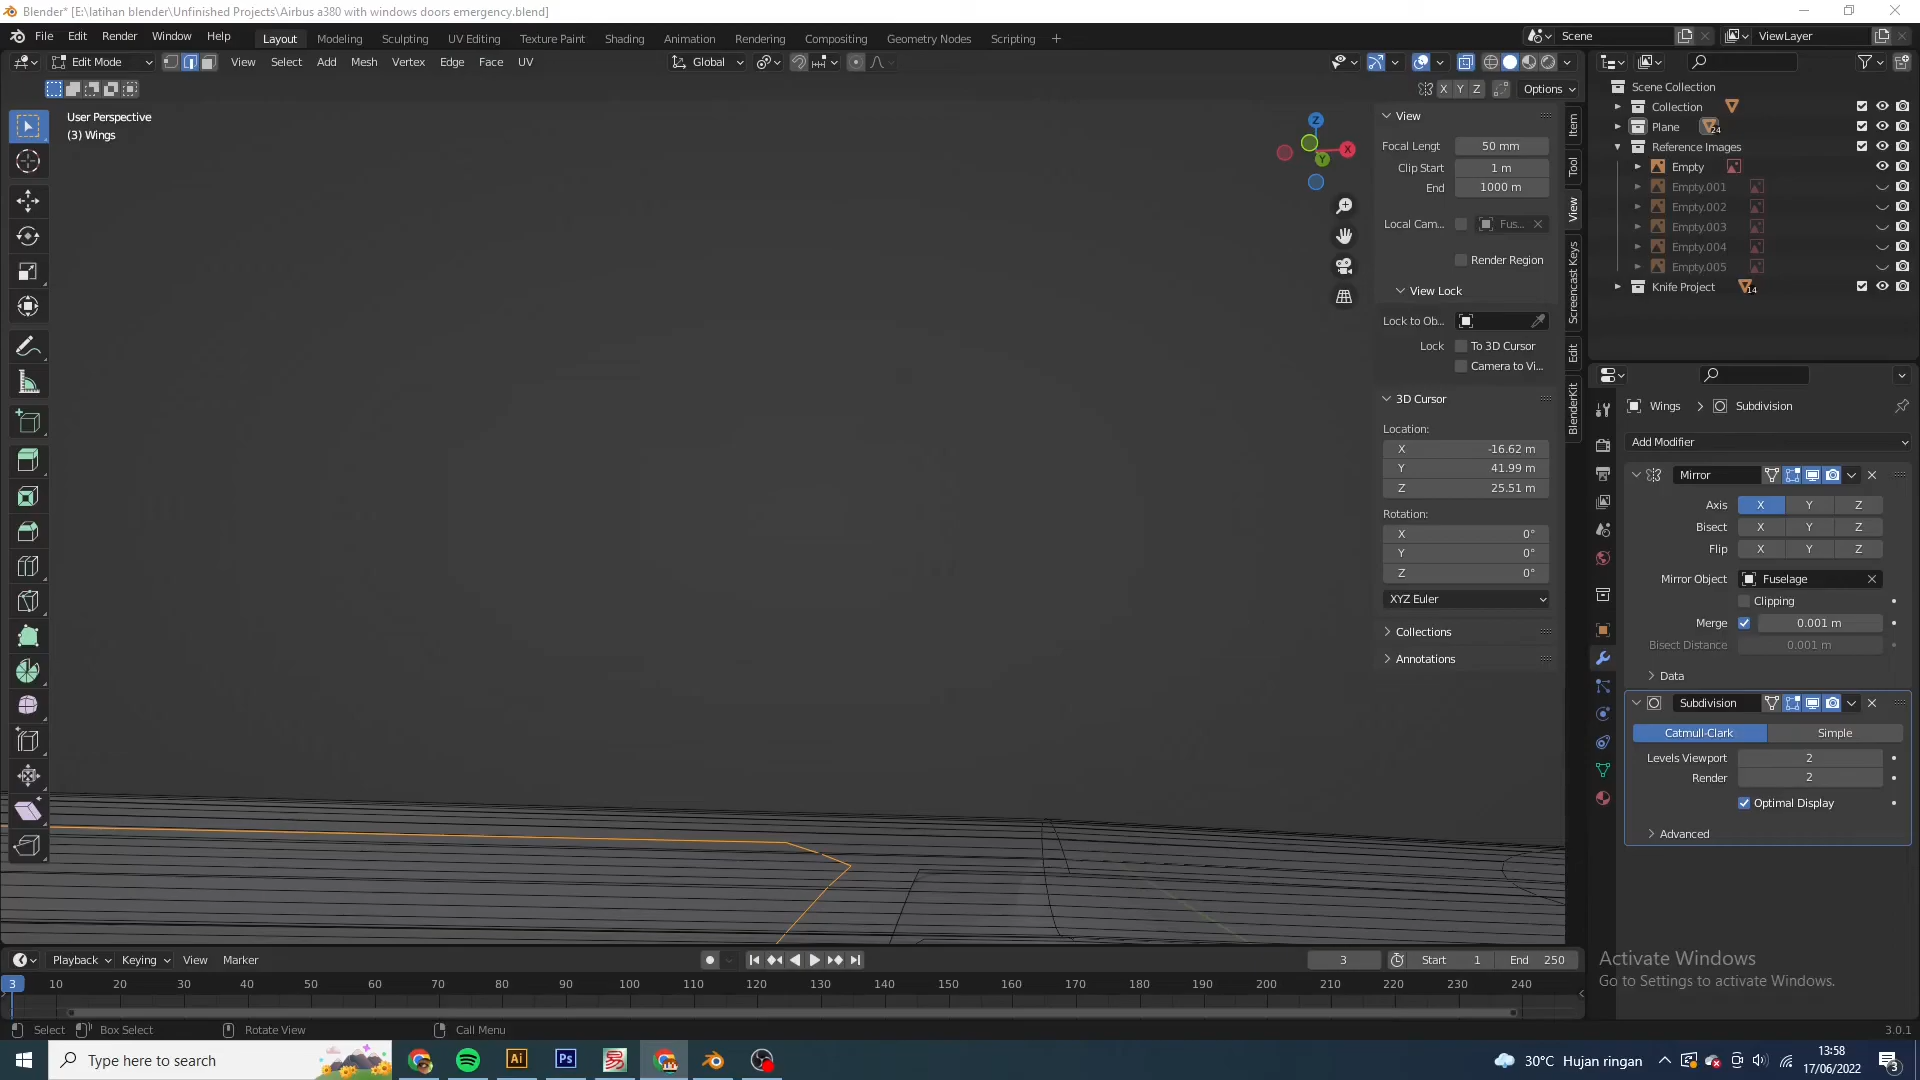 Blender* [E:\latihan blender\Unfinished Projects\Airbus a380 with windows doors emergency.blend]
File Edit Render Window Help Layout Modeling Sculpting UV Editing Texture Paint Shading Animation Rendering Compositing Geometry Nodes Scripting Scene ViewLayer
Edit Mode View Select Add Mesh Vertex Edge Face UV Global
X Y Z Options
User Perspective
(3) Wings
Z
X
Y
View
Focal Lengt 50 mm
Clip Start 1 m
End 1000 m
Local Cam... Fus...
Render Region
View Lock
Lock to Ob...
Lock To 3D Cursor
Camera to Vi...
3D Cursor
Location:
X -16.62 m
Y 41.99 m
Z 25.51 m
Rotation:
X 0°
Y 0°
Z 0°
XYZ Euler
Collections
Annotations
Item
Tool
View
Screencast Keys
Edit
BlenderKit
Scene Collection
Collection
Plane 24
Reference Images
Empty
Empty.001
Empty.002
Empty.003
Empty.004
Empty.005
Knife Project 14
Wings Subdivision
Add Modifier
Mirror
Axis X Y Z
Bisect X Y Z
Flip X Y Z
Mirror Object Fuselage
Clipping
Merge 0.001 m
Bisect Distance 0.001 m
Data
Subdivision
Catmull-Clark Simple
Levels Viewport 2
Render 2
Optimal Display
Advanced
Activate Windows
Go to Settings to activate Windows.
Playback Keying View Marker 3 Start 1 End 250
3 10 20 30 40 50 60 70 80 90 100 110 120 130 140 150 160 170 180 190 200 210 220 230 240
Select Box Select Rotate View Call Menu 3.0.1
Type here to search Ai Ps 30°C Hujan ringan 13:58
17/06/2022
3